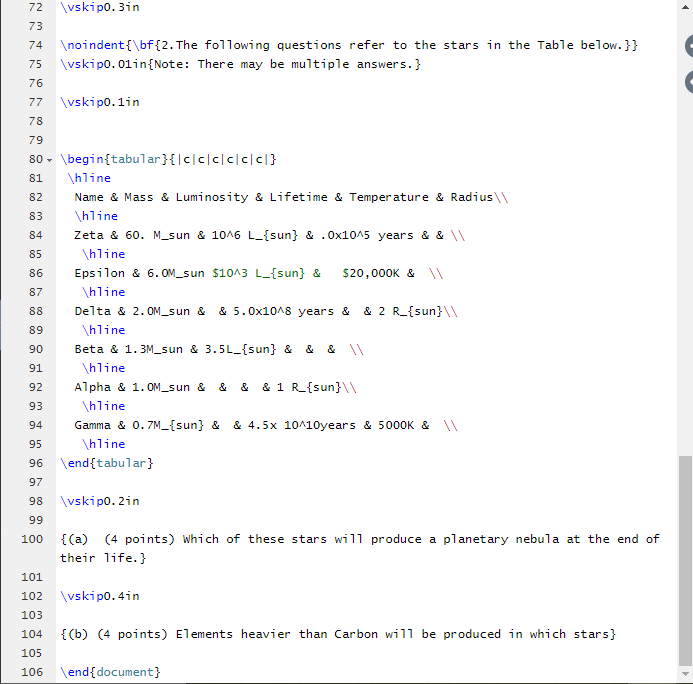 72 \vskip0.3in
73
74 \noindent{\bf{2.The following questions refer to the stars in the Table below.}}
75 \vskip0.01in{Note: There may be multiple answers.}
76
77 \vskip0.1in
78
79
80 \begin{tabular}{|c|c|c|c|c|c|}
81 \hline
82 Name & Mass & Luminosity & Lifetime & Temperature & Radius\\
83 \hline
84 Zeta & 60. M_sun & 10^6 L_{sun} & .0x10^5 years & & \\
85 \hline
86 Epsilon & 6.0M_sun $10^3 L_{sun} & $20,000K & \\
87 \hline
88 Delta & 2.0M_sun & & 5.0x10^8 years & & 2 R_{sun}\\
89 \hline
90 Beta & 1.3M_sun & 3.5L_{sun} & & & \\
91 \hline
92 Alpha & 1.0M_sun & & & & 1 R_{sun}\\
93 \hline
94 Gamma & 0.7M_{sun} & & 4.5x 10^10years & 5000K & \\
95 \hline
96 \end{tabular}
97
98 \vskip0.2in
99
100 {(a) (4 points) Which of these stars will produce a planetary nebula at the end of
their life.}
101
102 \vskip0.4in
103
104 {(b) (4 points) Elements heavier than Carbon will be produced in which stars}
105
106 \end{document}